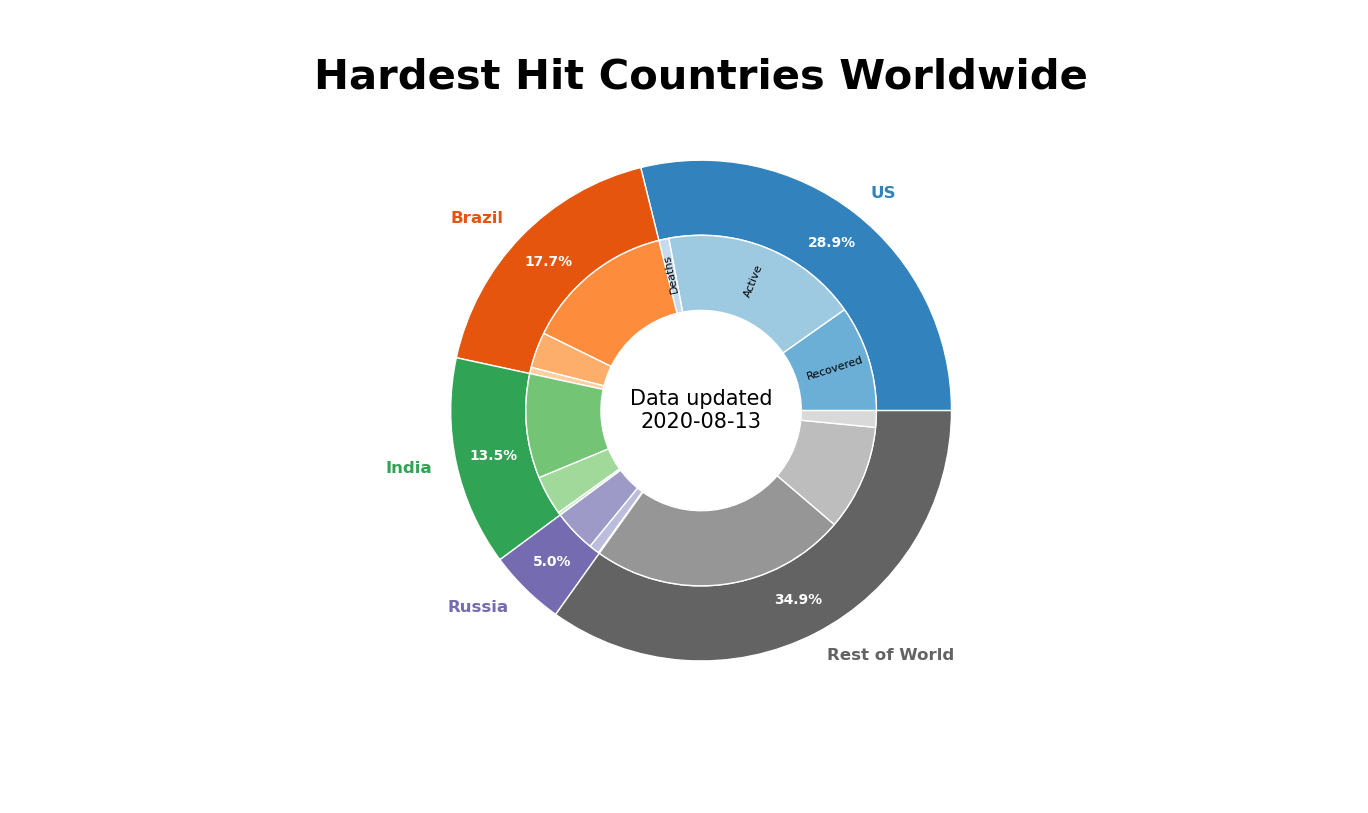 Hardest Hit Countries Worldwide
US
28.9%
Brazil
17.7%
Deaths
Active
Recovered
Data updated
2020-08-13
13.5%
India
5.0%
Russia
34.9%
Rest of World